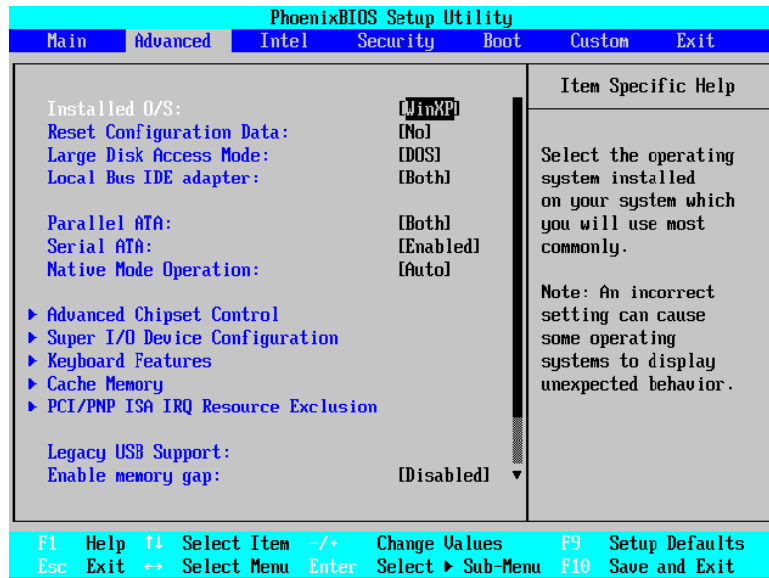 PhoenixBIOS Setup Utility
Main Advanced Intel Security Boot Custom Exit
Item Specific Help
Installed O/S: [WinXP]
Reset Configuration Data: [No]
Large Disk Access Mode: [DOS]
Local Bus IDE adapter: [Both]
Parallel ATA: [Both]
Serial ATA: [Enabled]
Native Mode Operation: [Auto]
▶ Advanced Chipset Control
▶ Super I/O Device Configuration
▶ Keyboard Features
▶ Cache Memory
▶ PCI/PNP ISA IRQ Resource Exclusion
Legacy USB Support:
Enable memory gap: [Disabled] ▼
Select the operating
system installed
on your system which
you will use most
commonly.
Note: An incorrect
setting can cause
some operating
systems to display
unexpected behavior.
F1 Help ↑↓ Select Item -/+ Change Values F9 Setup Defaults
Esc Exit ↔ Select Menu Enter Select ▶ Sub-Menu F10 Save and Exit